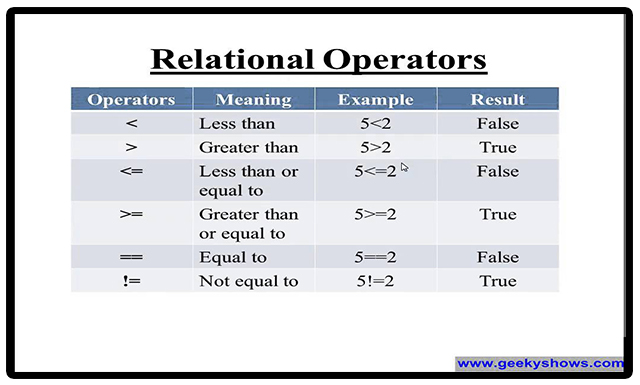 Relational Operators
Operators Meaning Example Result
< Less than 5<2 False
> Greater than 5>2 True
<= Less than or 5<=2 False
equal to
>= Greater than 5>=2 True
or equal to
== Equal to 5==2 False
!= Not equal to 5!=2 True
www.geekyshows.com